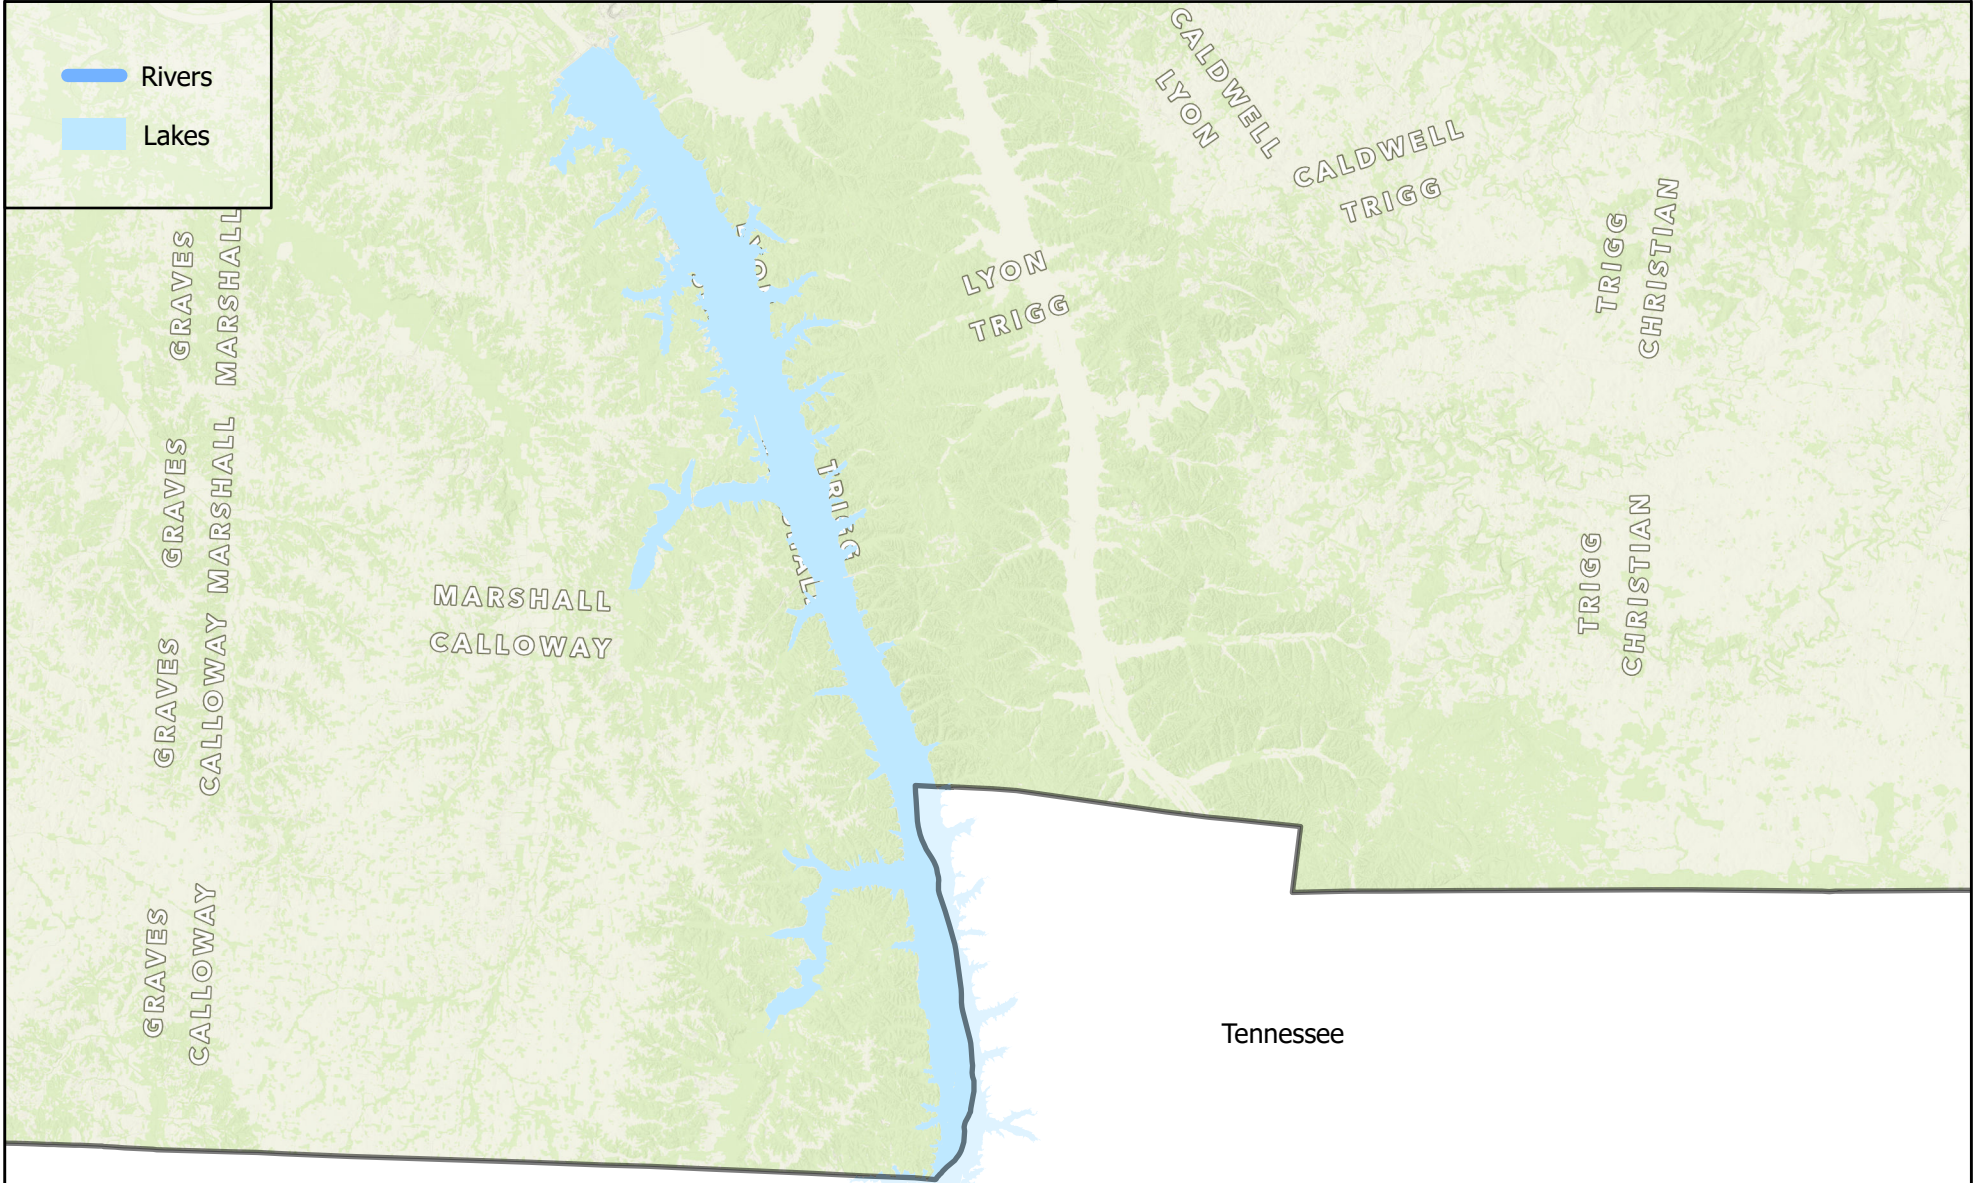 Rivers
Lakes
CALDWELL
LYON
CALDWELL
TRIGG
TRIGG
CHRISTIAN
GRAVES
MARSHALL
LYON
TRIGG
GRAVES
MARSHALL
TRIGG
TRIGG
CHRISTIAN
MARSHALL
CALLOWAY
GRAVES
CALLOWAY
GRAVES
CALLOWAY
Tennessee